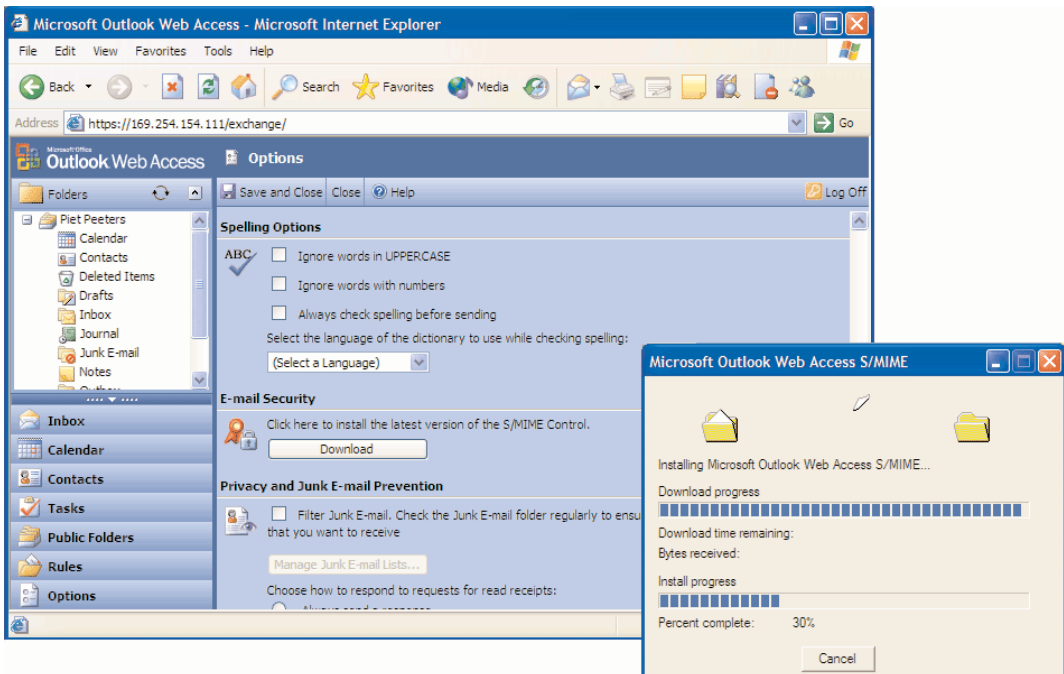 Microsoft Outlook Web Access - Microsoft Internet Explorer
File Edit View Favorites Tools Help
Back Search Favorites Media
Address https://169.254.154.111/exchange/ Go
Microsoft Office
Outlook Web Access
Options
Folders
Save and Close Close Help Log Off
Piet Peeters
Calendar
Contacts
Deleted Items
Drafts
Inbox
Journal
Junk E-mail
Notes
Outbox
Inbox
Calendar
Contacts
Tasks
Public Folders
Rules
Options
Spelling Options
ABC
Ignore words in UPPERCASE
Ignore words with numbers
Always check spelling before sending
Select the language of the dictionary to use while checking spelling:
(Select a Language)
E-mail Security
Click here to install the latest version of the S/MIME Control.
Download
Privacy and Junk E-mail Prevention
Filter Junk E-mail. Check the Junk E-mail folder regularly to ensu
that you want to receive
Manage Junk E-mail Lists...
Choose how to respond to requests for read receipts:
Always send a response
Microsoft Outlook Web Access S/MIME
Installing Microsoft Outlook Web Access S/MIME...
Download progress
Download time remaining:
Bytes received:
Install progress
Percent complete: 30%
Cancel